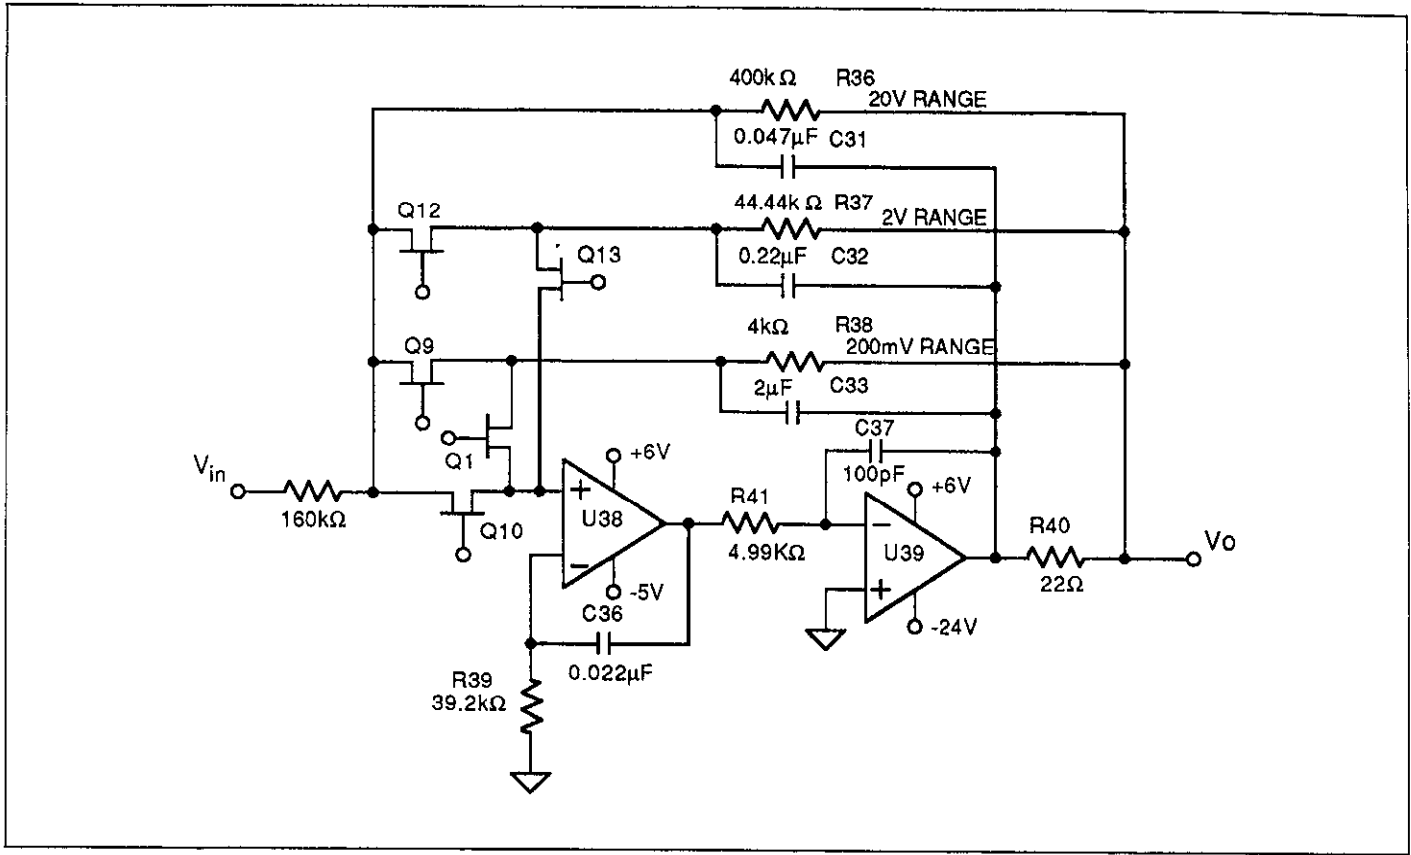 400kΩ R36
20V RANGE
0.047µF C31
Q12
44.44kΩ R37
2V RANGE
Q13
0.22µF C32
Q9
4kΩ R38
200mV RANGE
2µF C33
Q1
+6V
C37
100pF
Vin
160kΩ
Q10
+
U38
−
-5V
R41
4.99KΩ
+6V
−
U39
+
-24V
R40
22Ω
Vo
C36
0.022µF
R39
39.2kΩ